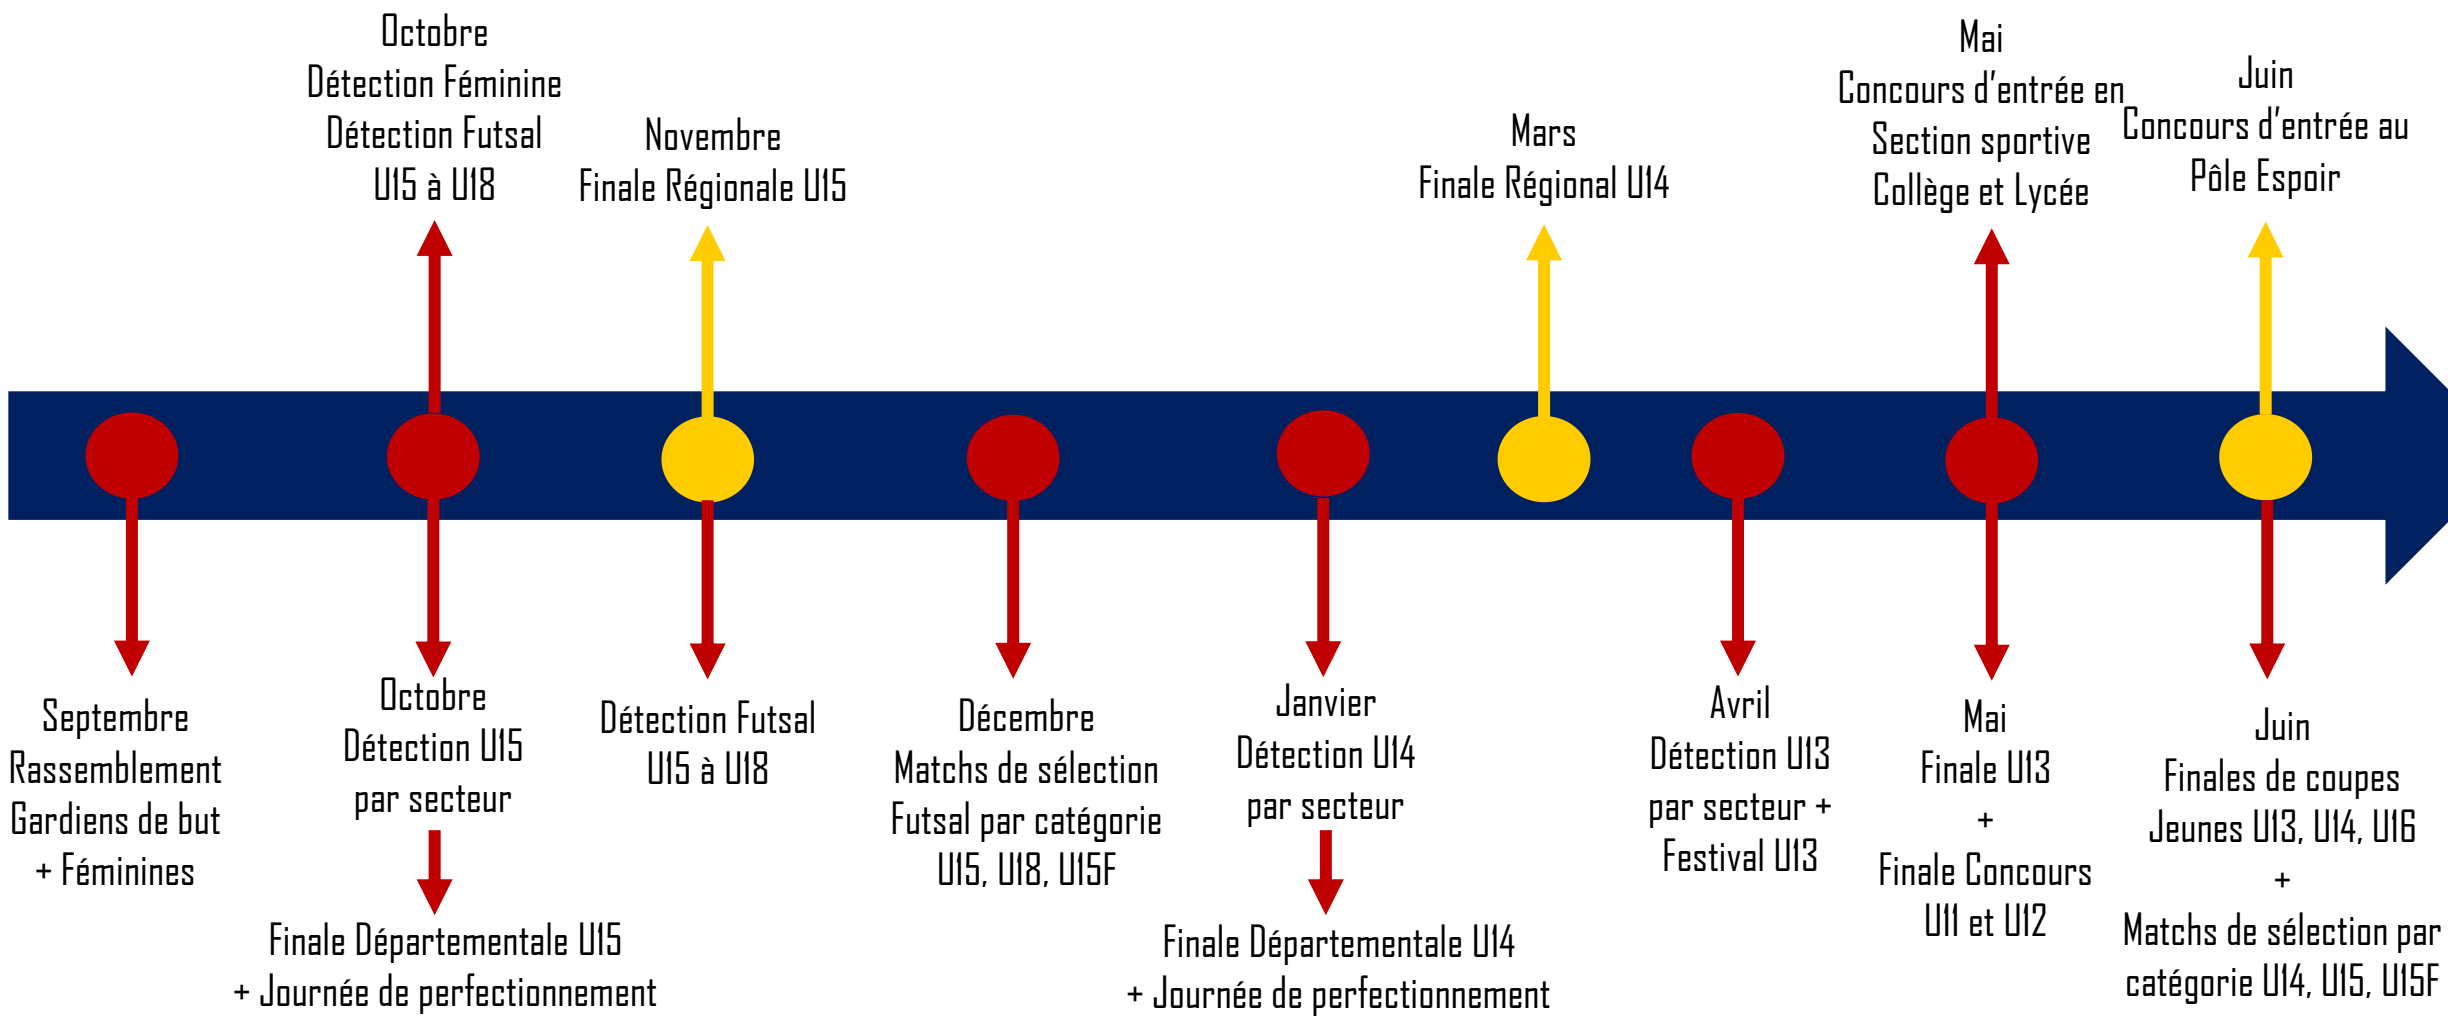 Octobre
Détection Féminine
Détection Futsal
U15 à U18
Novembre
Finale Régionale U15
Mars
Finale Régional U14
Mai
Concours d'entrée en
Section sportive
Collège et Lycée
Juin
Concours d'entrée au
Pôle Espoir
Septembre
Rassemblement
Gardiens de but
+ Féminines
Octobre
Détection U15
par secteur
Finale Départementale U15
+ Journée de perfectionnement
Détection Futsal
U15 à U18
Décembre
Matchs de sélection
Futsal par catégorie
U15, U18, U15F
Janvier
Détection U14
par secteur
Finale Départementale U14
+ Journée de perfectionnement
Avril
Détection U13
par secteur +
Festival U13
Mai
Finale U13
+
Finale Concours
U11 et U12
Juin
Finales de coupes
Jeunes U13, U14, U16
+
Matchs de sélection par
catégorie U14, U15, U15F